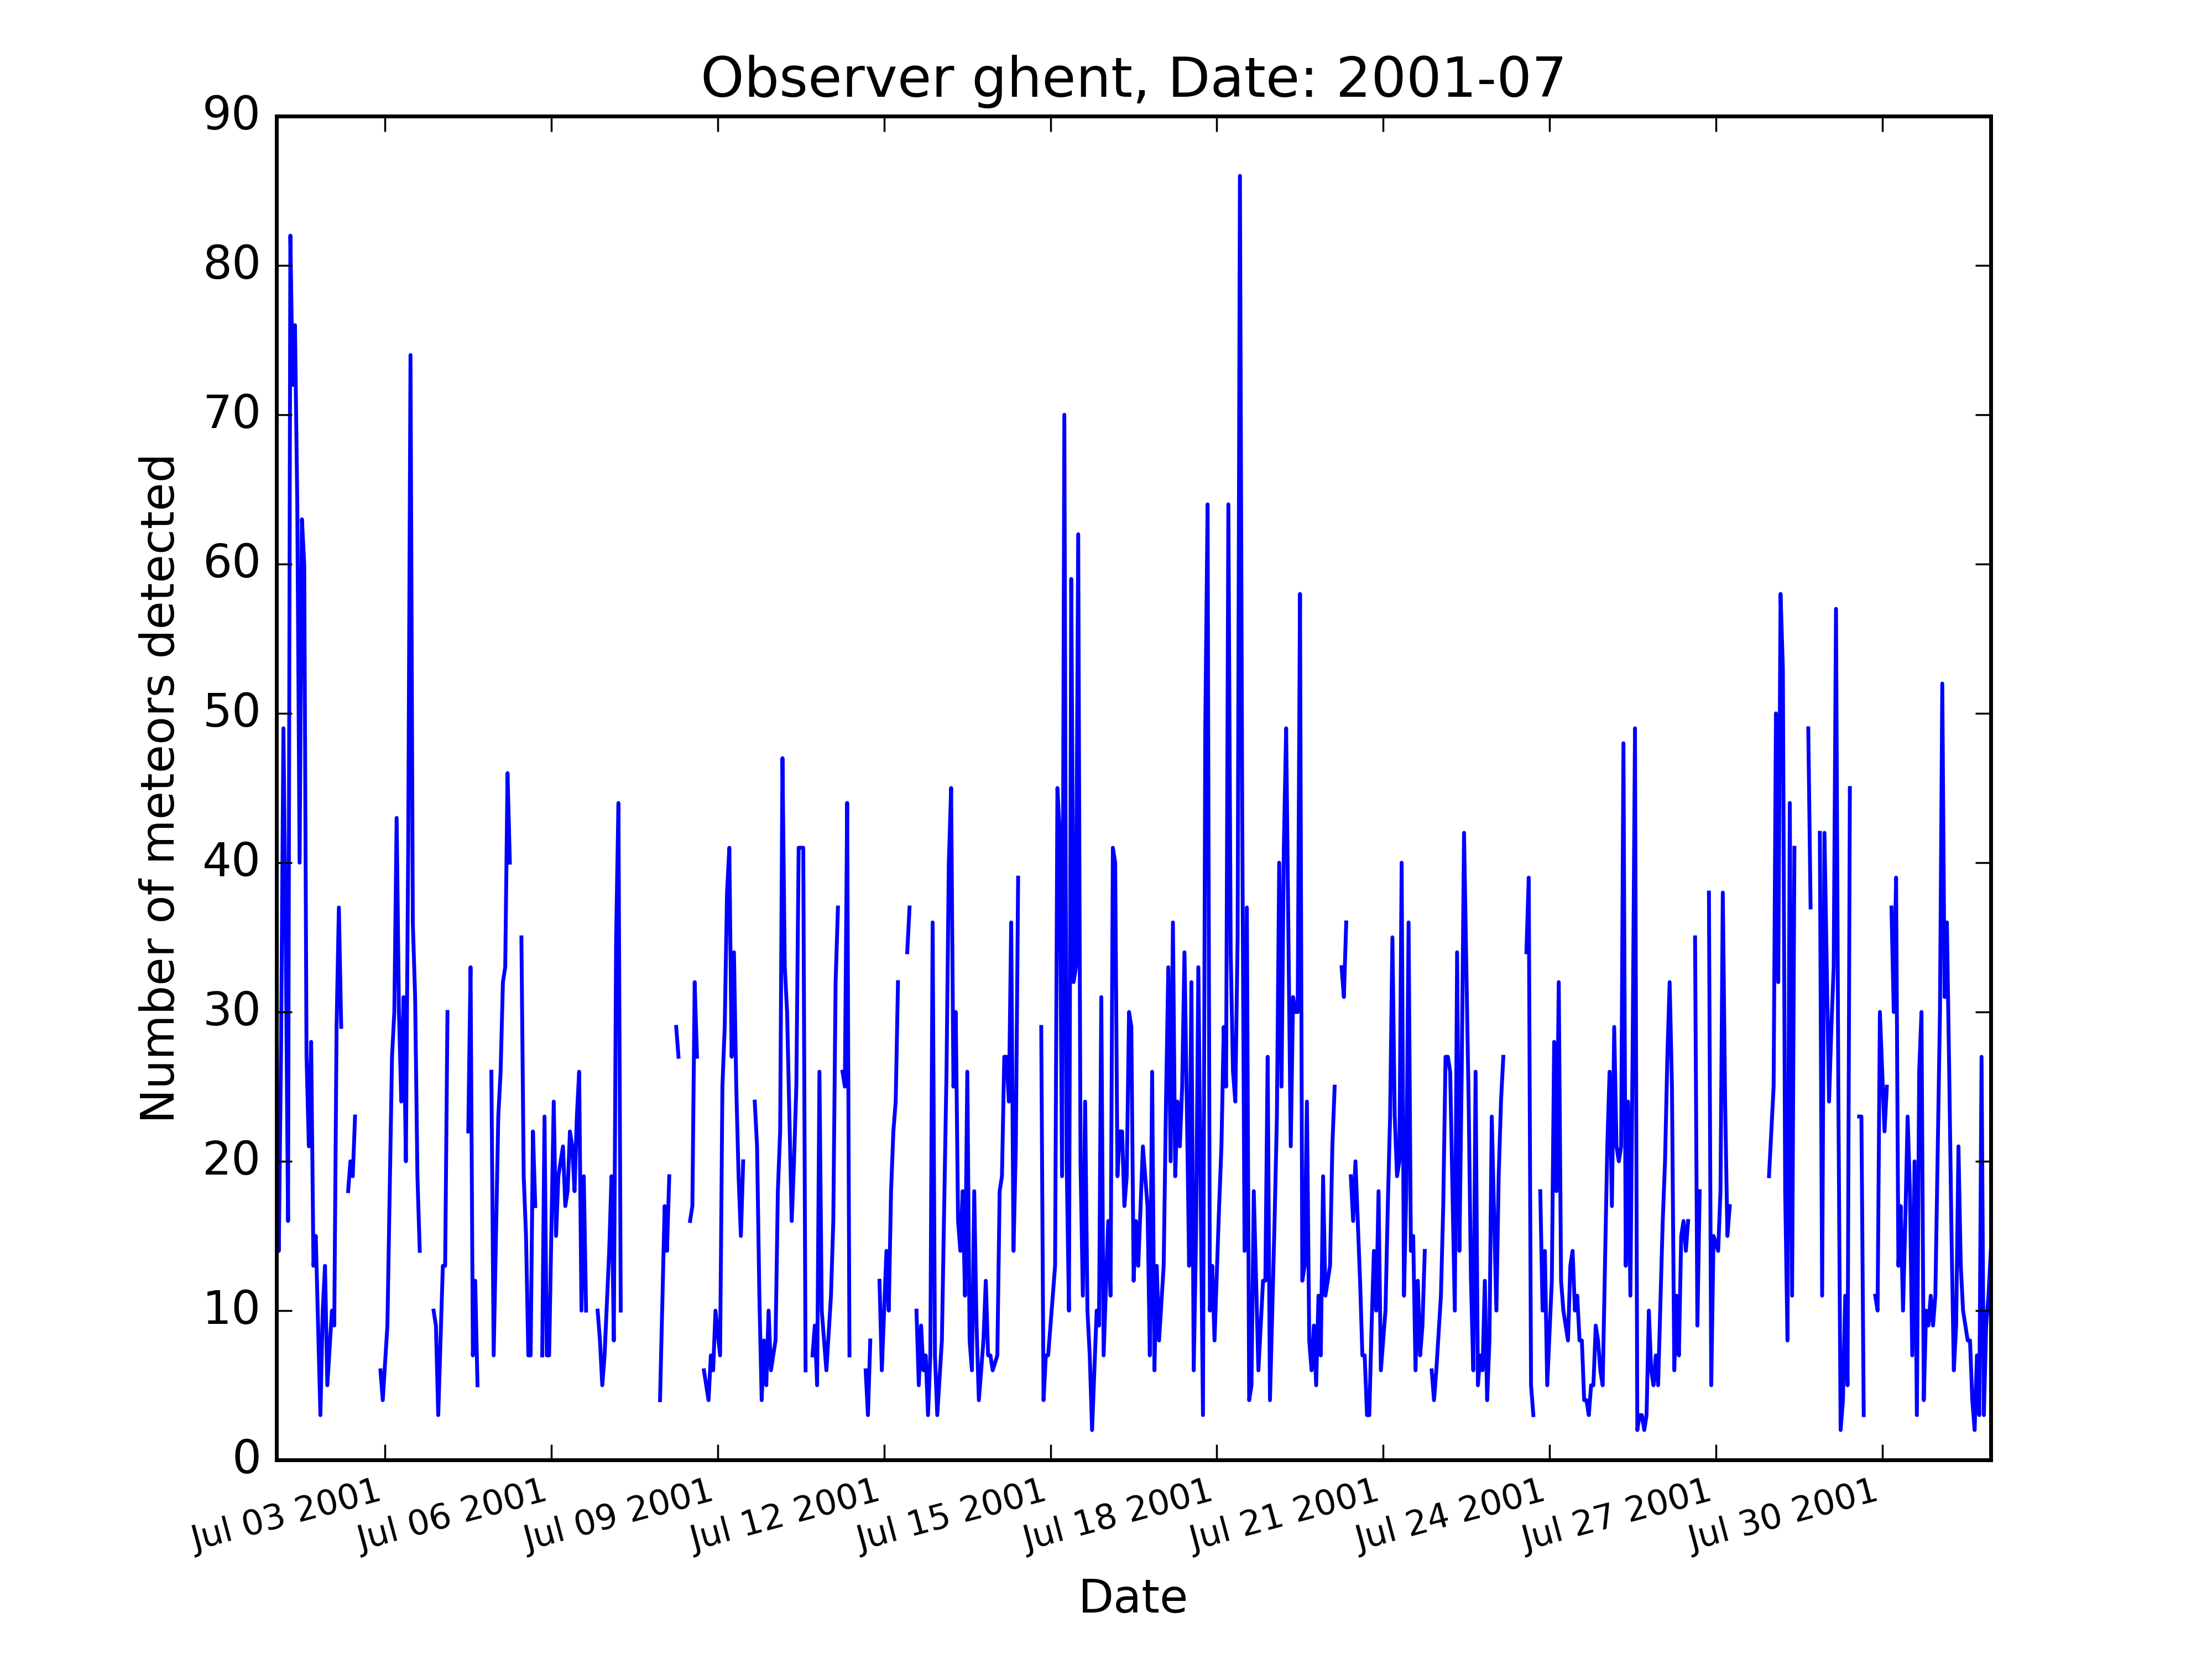 Observer ghent, Date: 2001-07
90
80
70
60
50
40
30
20
10
0
Number of meteors detected
Jul 03 2001
Jul 06 2001
Jul 09 2001
Jul 12 2001
Jul 15 2001
Jul 18 2001
Jul 21 2001
Jul 24 2001
Jul 27 2001
Jul 30 2001
Date